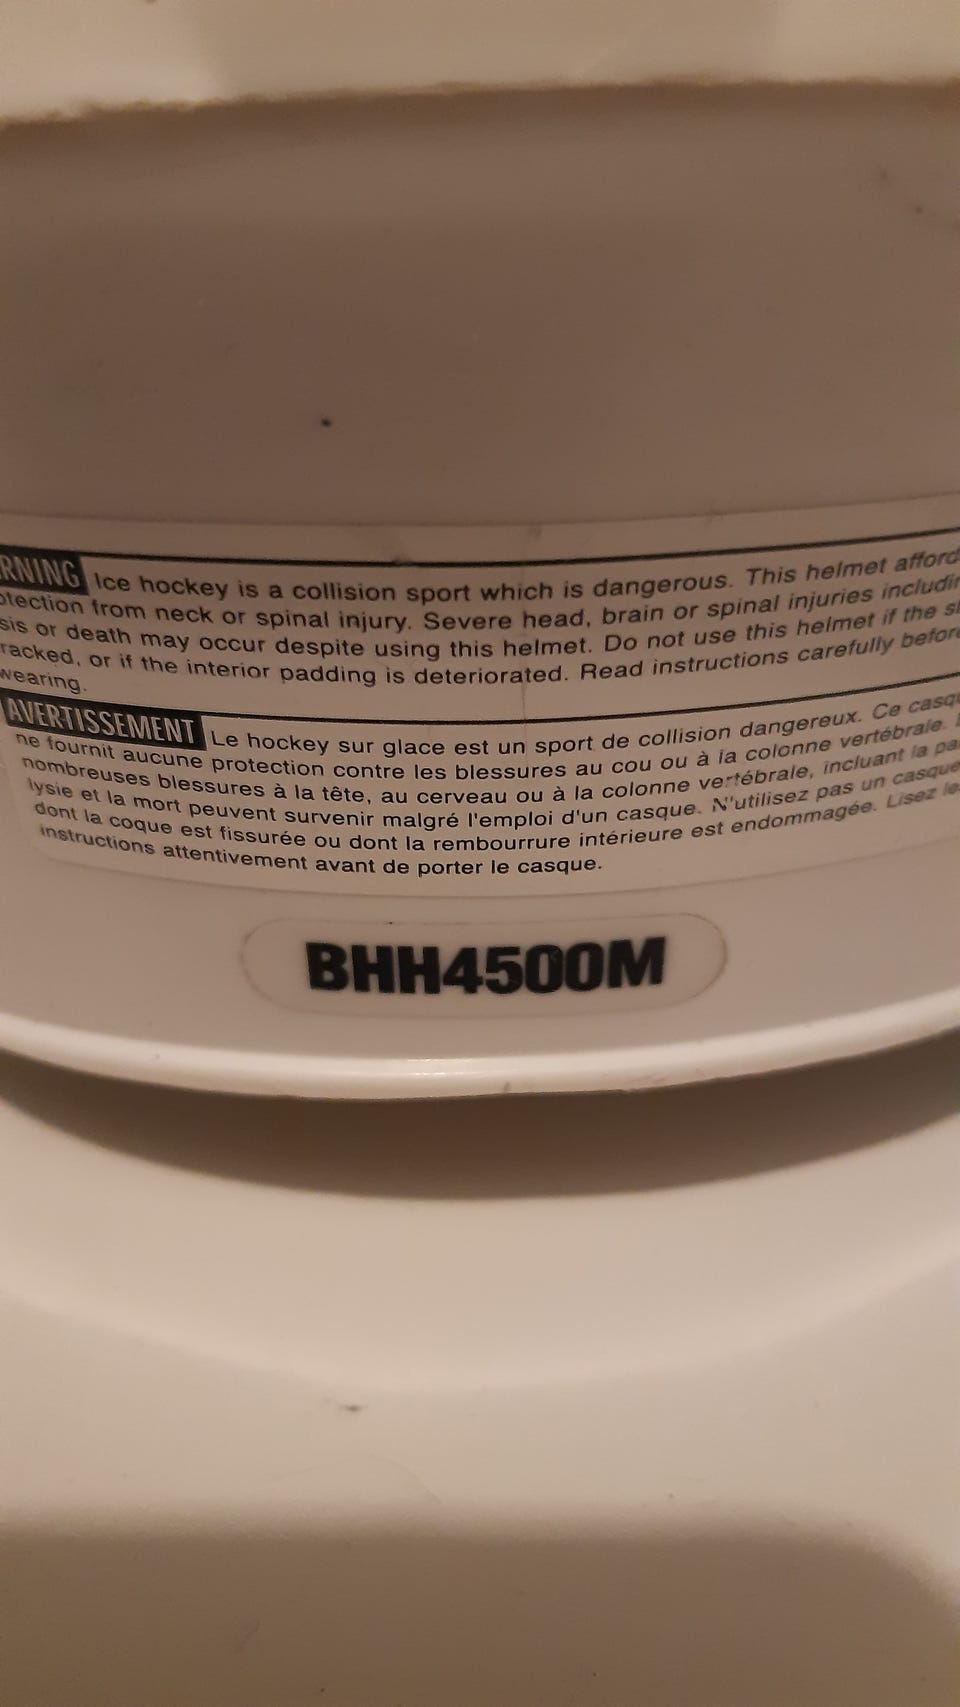 RNING Ice hockey is a collision sport which is dangerous. This helmet afford
otection from neck or spinal injury. Severe head, brain or spinal injuries includin
sis or death may occur despite using this helmet. Do not use this helmet if the s
racked, or if the interior padding is deteriorated. Read instructions carefully before
wearing.
AVERTISSEMENT Le hockey sur glace est un sport de collision dangereux. Ce casqu
ne fournit aucune protection contre les blessures au cou ou à la colonne vertébrale.
nombreuses blessures à la tête, au cerveau ou à la colonne vertébrale, incluant la pa
lysie et la mort peuvent survenir malgré l'emploi d'un casque. N'utilisez pas un casque
dont la coque est fissurée ou dont la rembourrure intérieure est endommagée. Lisez le
instructions attentivement avant de porter le casque.
BHH4500M